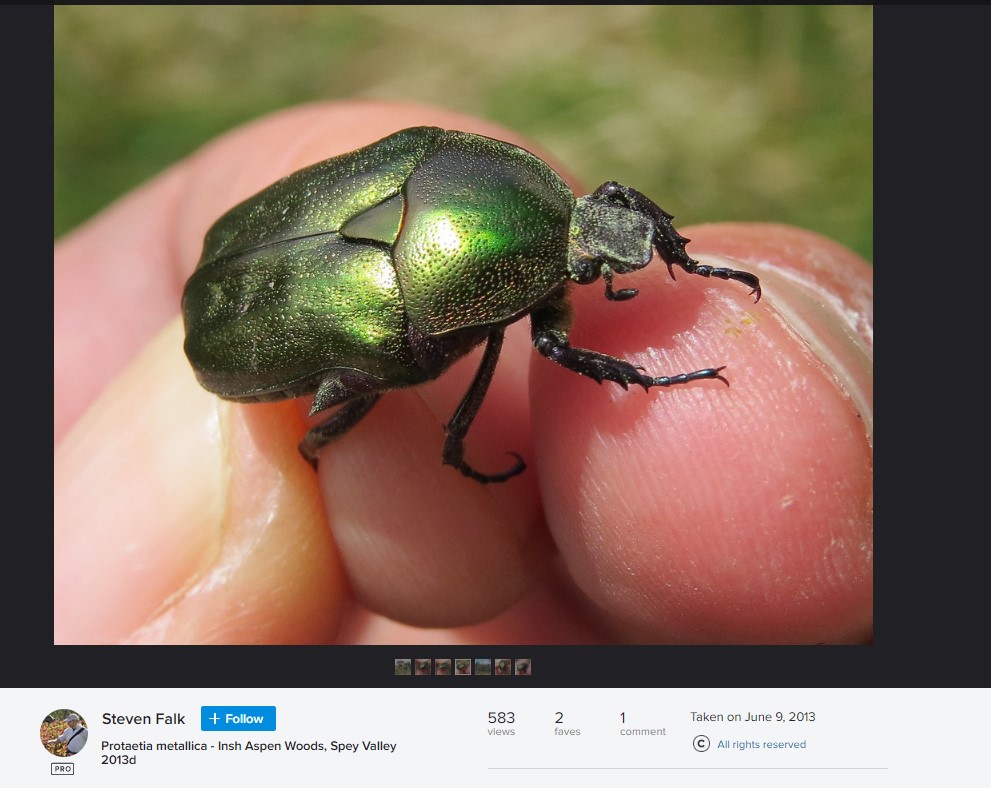 Steven Falk
+ Follow
Protaetia metallica - Insh Aspen Woods, Spey Valley
2013d
PRO
583
views
2
faves
1
comment
Taken on June 9, 2013
© All rights reserved